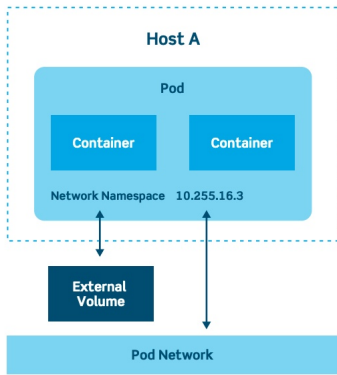 Host A
Pod
Container Container
Network Namespace 10.255.16.3
External
Volume
Pod Network